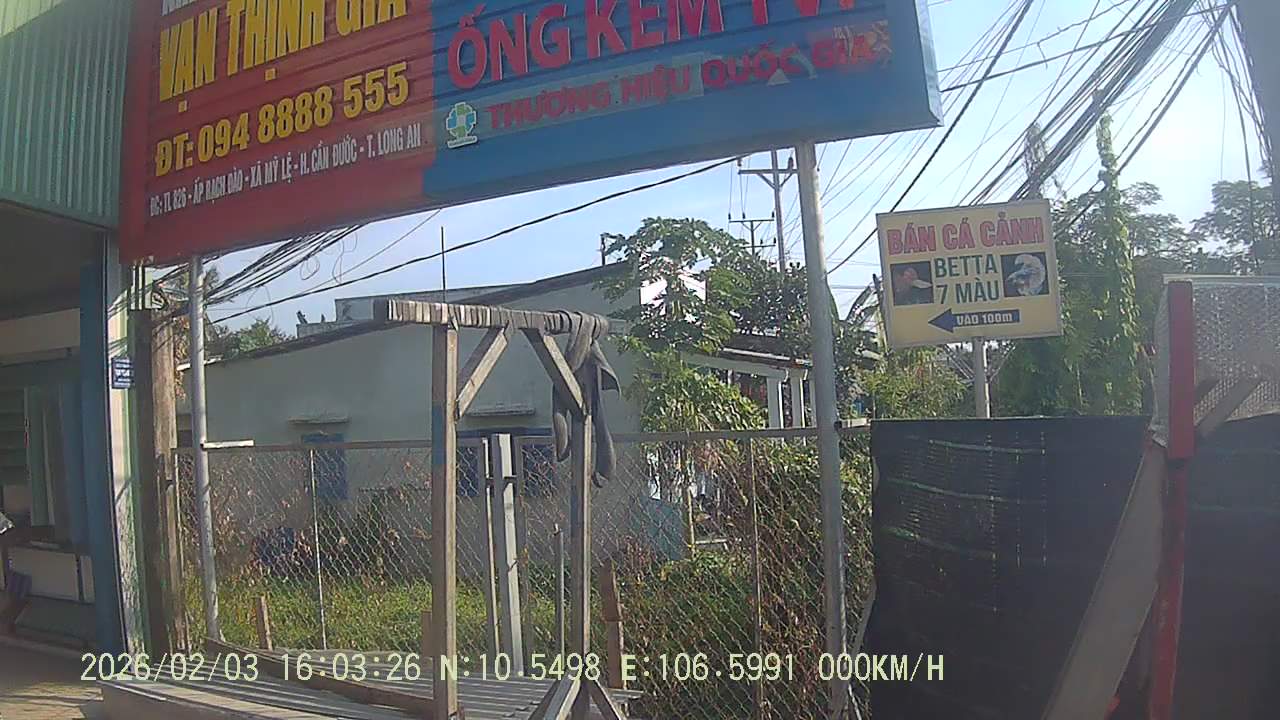 VẠN THỊNH GIA
ĐT: 094 8888 555
ĐC: TL 826 - ẤP RẠCH ĐÀO - XÃ MỸ LỆ - H. CẦN ĐƯỚC - T. LONG AN
ỐNG KẼM
THƯƠNG HIỆU QUỐC GIA
BÁN CÁ CẢNH
BETTA
7 MÀU
VÀO 100m
2026/02/03 16:03:26 N:10.5498 E:106.5991 000KM/H